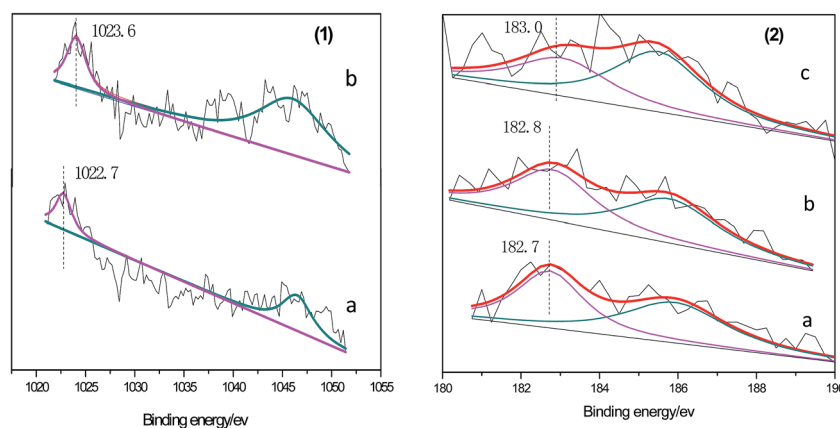 1023.6
(1)
b
1022.7
a
1020 1025 1030 1035 1040 1045 1050 1055
Binding energy/ev
183.0
(2)
c
182.8
b
182.7
a
180 182 184 186 188 190
Binding energy/ev